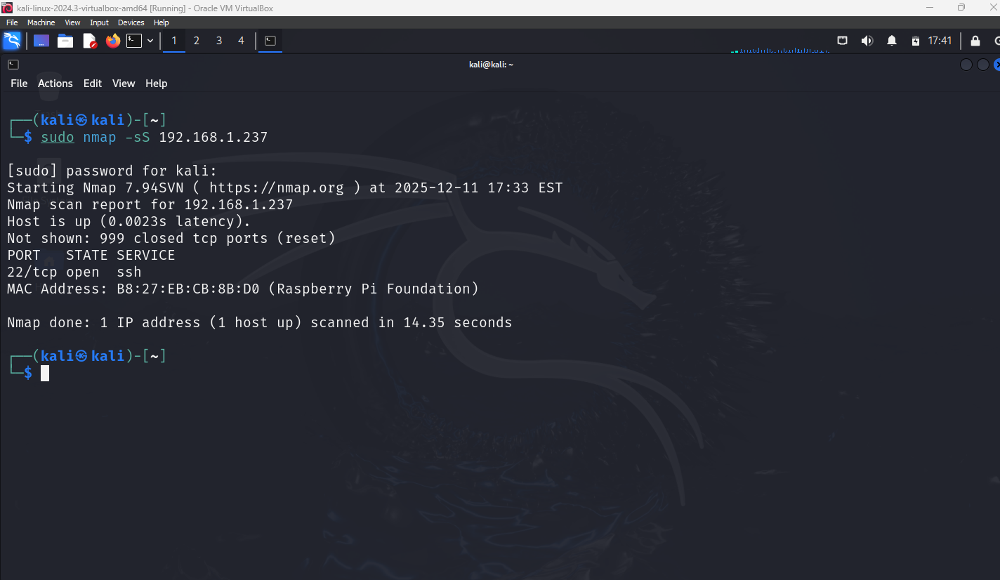 kali-linux-2024.3-virtualbox-amd64 [Running] - Oracle VM VirtualBox
File Machine View Input Devices Help
1 2 3 4 17:41
kali@kali: ~
File Actions Edit View Help
┌──(kali㉿kali)-[~]
└─$ sudo nmap -sS 192.168.1.237
[sudo] password for kali:
Starting Nmap 7.94SVN ( https://nmap.org ) at 2025-12-11 17:33 EST
Nmap scan report for 192.168.1.237
Host is up (0.0023s latency).
Not shown: 999 closed tcp ports (reset)
PORT   STATE SERVICE
22/tcp open  ssh
MAC Address: B8:27:EB:CB:8B:D0 (Raspberry Pi Foundation)
Nmap done: 1 IP address (1 host up) scanned in 14.35 seconds
┌──(kali㉿kali)-[~]
└─$